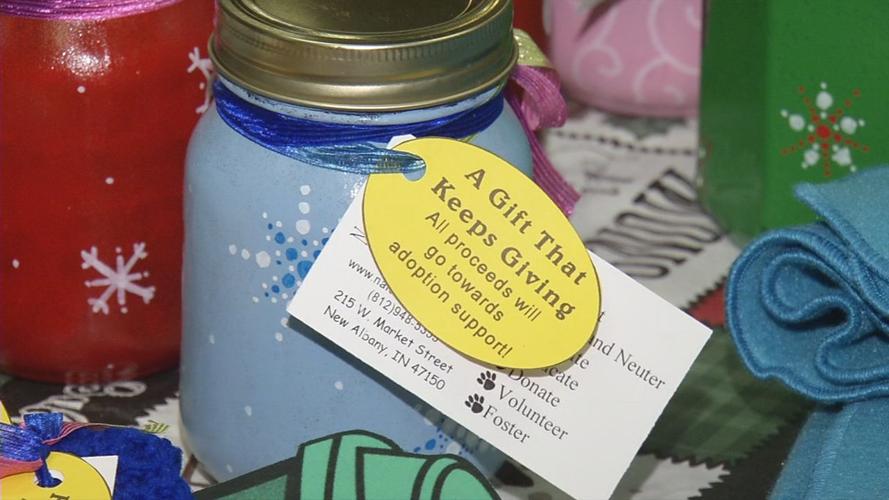 A Gift That
Keeps Giving
All proceeds will
go towards
adoption support!
www.na
(812)948-
215 W. Market Street
New Albany, IN 47150
and Neuter
Donate
Volunteer
Foster